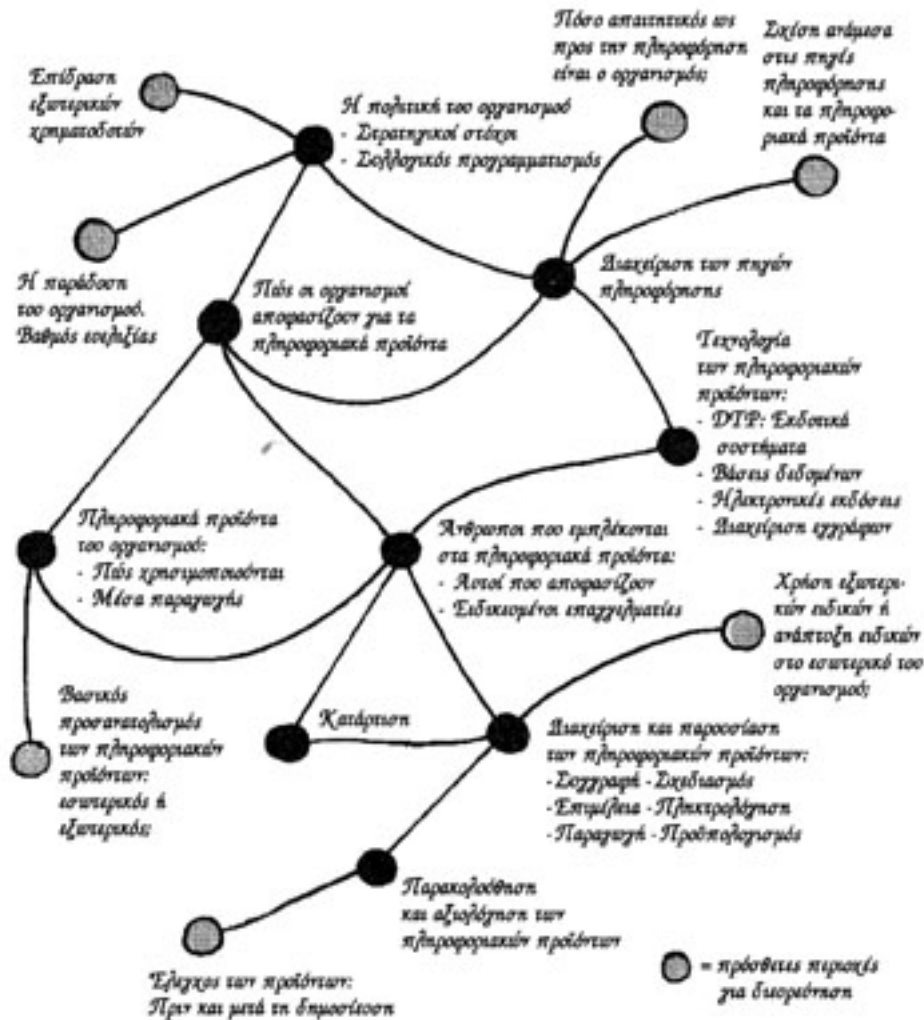 Πόσο απαιτητικός ως
προς την πληροφόρηση
είναι ο οργανισμός;
Σχέση ανάμεσα
στις πηγές
πληροφόρησης
και τα πληροφο-
ριακά προϊόντα
Επίδραση
εξωτερικών
χρηματοδοτών
Η πολιτική του οργανισμού
- Στρατηγικοί στόχοι
- Συλλογικός προγραμματισμός
Η παράδοση
του οργανισμού.
Βαθμός ευελιξίας
Πώς οι οργανισμοί
αποφασίζουν για τα
πληροφοριακά προϊόντα
Διαχείριση των πηγών
πληροφόρησης
Τεχνολογία
των πληροφοριακών
προϊόντων:
- DTP: Εκδοτικά
συστήματα
- Βάσεις δεδομένων
- Ηλεκτρονικές εκδόσεις
- Διαχείριση εγγράφων
Πληροφοριακά προϊόντα
του οργανισμού:
- Πώς χρησιμοποιούνται
- Μέσα παραγωγής
Άνθρωποι που εμπλέκονται
στα πληροφοριακά προϊόντα:
- Αυτοί που αποφασίζουν
- Ειδικευμένοι επαγγελματίες
Χρήση εξωτερι-
κών ειδικών ή
ανάπτυξη ειδικών
στο εσωτερικό του
οργανισμού;
Βασικός
προσανατολισμός
των πληροφοριακών
προϊόντων:
εσωτερικός ή
εξωτερικός;
Κατάρτιση
Διαχείριση και παρουσίαση
των πληροφοριακών προϊόντων:
- Συγγραφή - Σχεδιασμός
- Επιμέλεια - Πληκτρολόγηση
- Παραγωγή - Προϋπολογισμός
Παρακολούθηση
και αξιολόγηση των
πληροφοριακών προϊόντων
Έλεγχος των προϊόντων:
Πριν και μετά τη δημοσίευση
= πρόσθετες περιοχές
για διερεύνηση